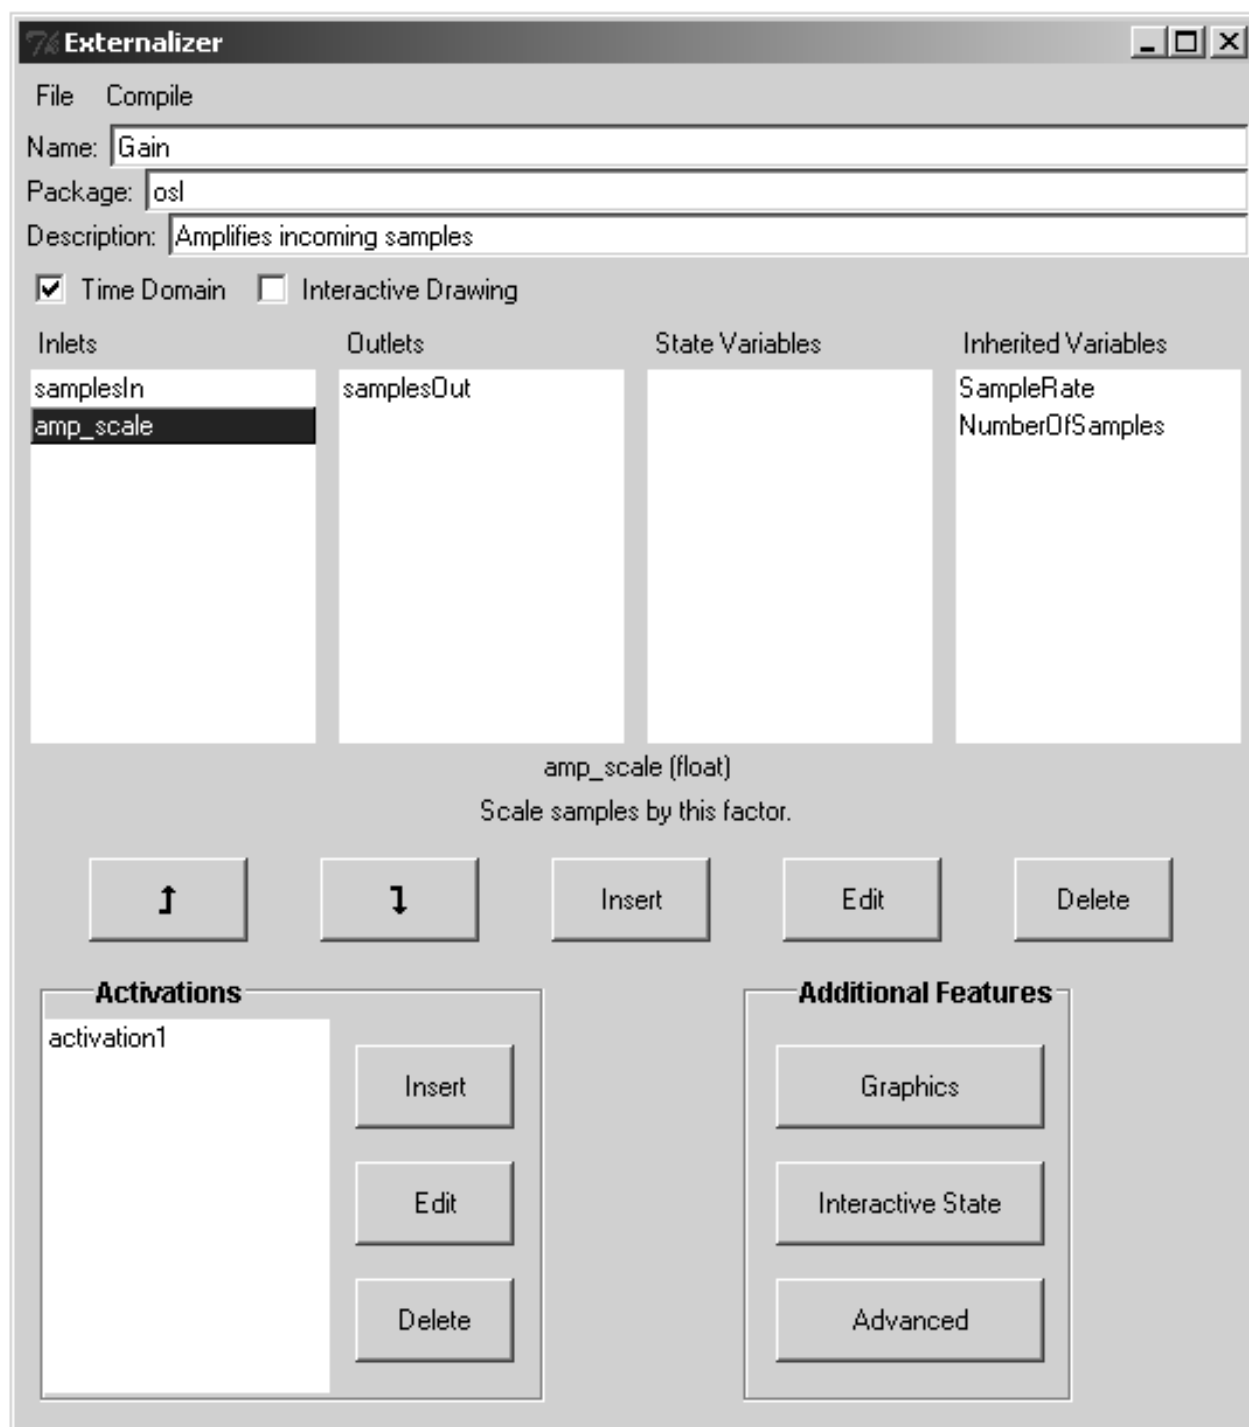 Externalizer
File Compile
Name: Gain
Package: osl
Description: Amplifies incoming samples
Time Domain Interactive Drawing
Inlets Outlets State Variables Inherited Variables
samplesIn samplesOut SampleRate
amp_scale NumberOfSamples
amp_scale (float)
Scale samples by this factor.
Insert Edit Delete
Activations Additional Features
activation1
Insert Graphics
Edit Interactive State
Delete Advanced